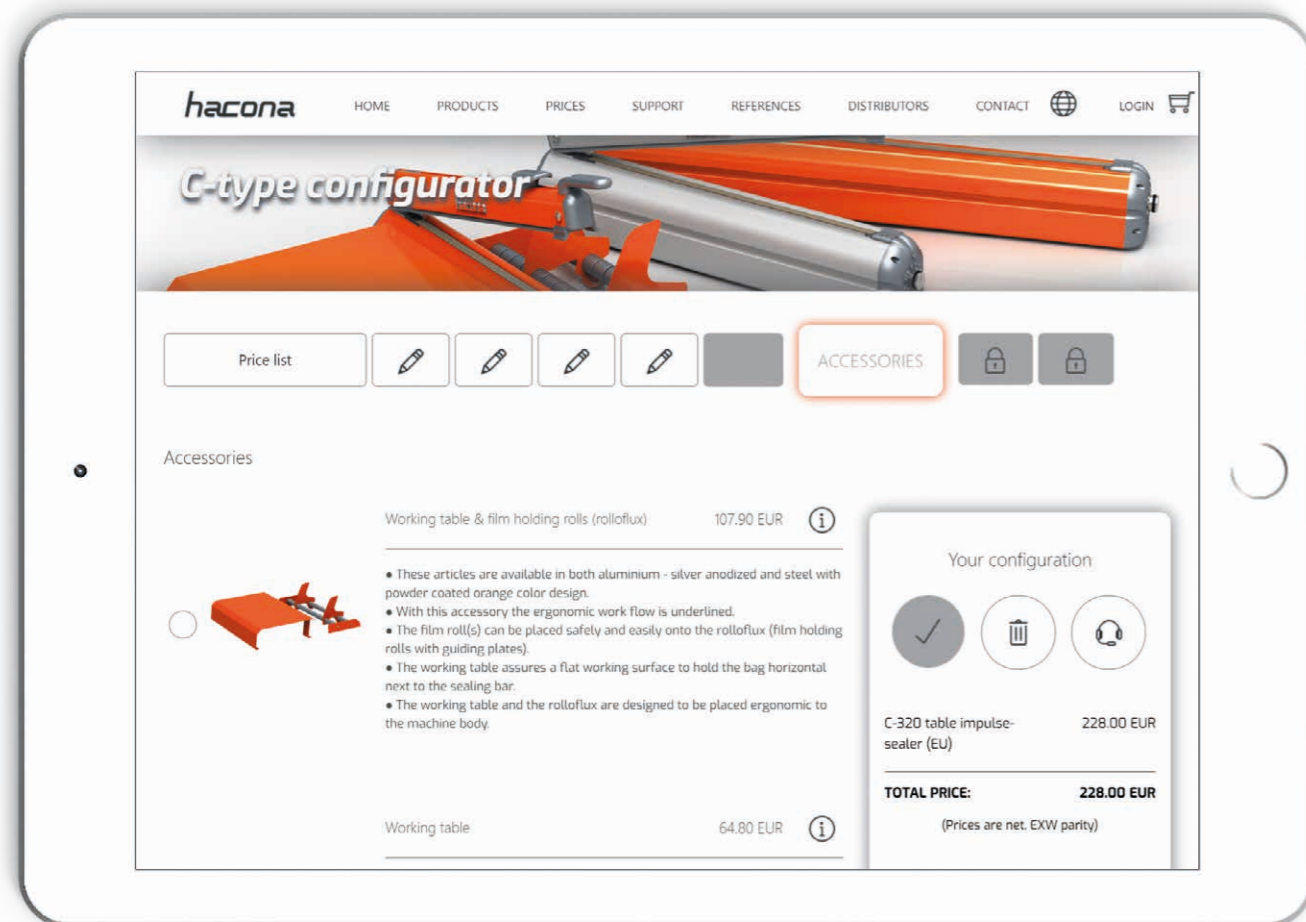 hacona
HOME PRODUCTS PRICES SUPPORT REFERENCES DISTRIBUTORS CONTACT LOGIN
C-type configurator
Price list
ACCESSORIES
Accessories
Working table & film holding rolls (rolloflux) 107.90 EUR
• These articles are available in both aluminium - silver anodized and steel with
powder coated orange color design.
• With this accessory the ergonomic work flow is underlined.
• The film roll(s) can be placed safely and easily onto the rolloflux (film holding
rolls with guiding plates).
• The working table assures a flat working surface to hold the bag horizontal
next to the sealing bar.
• The working table and the rolloflux are designed to be placed ergonomic to
the machine body.
Working table 64.80 EUR
Your configuration
C-320 table impulse- 228.00 EUR
sealer (EU)
TOTAL PRICE: 228.00 EUR
(Prices are net. EXW parity)